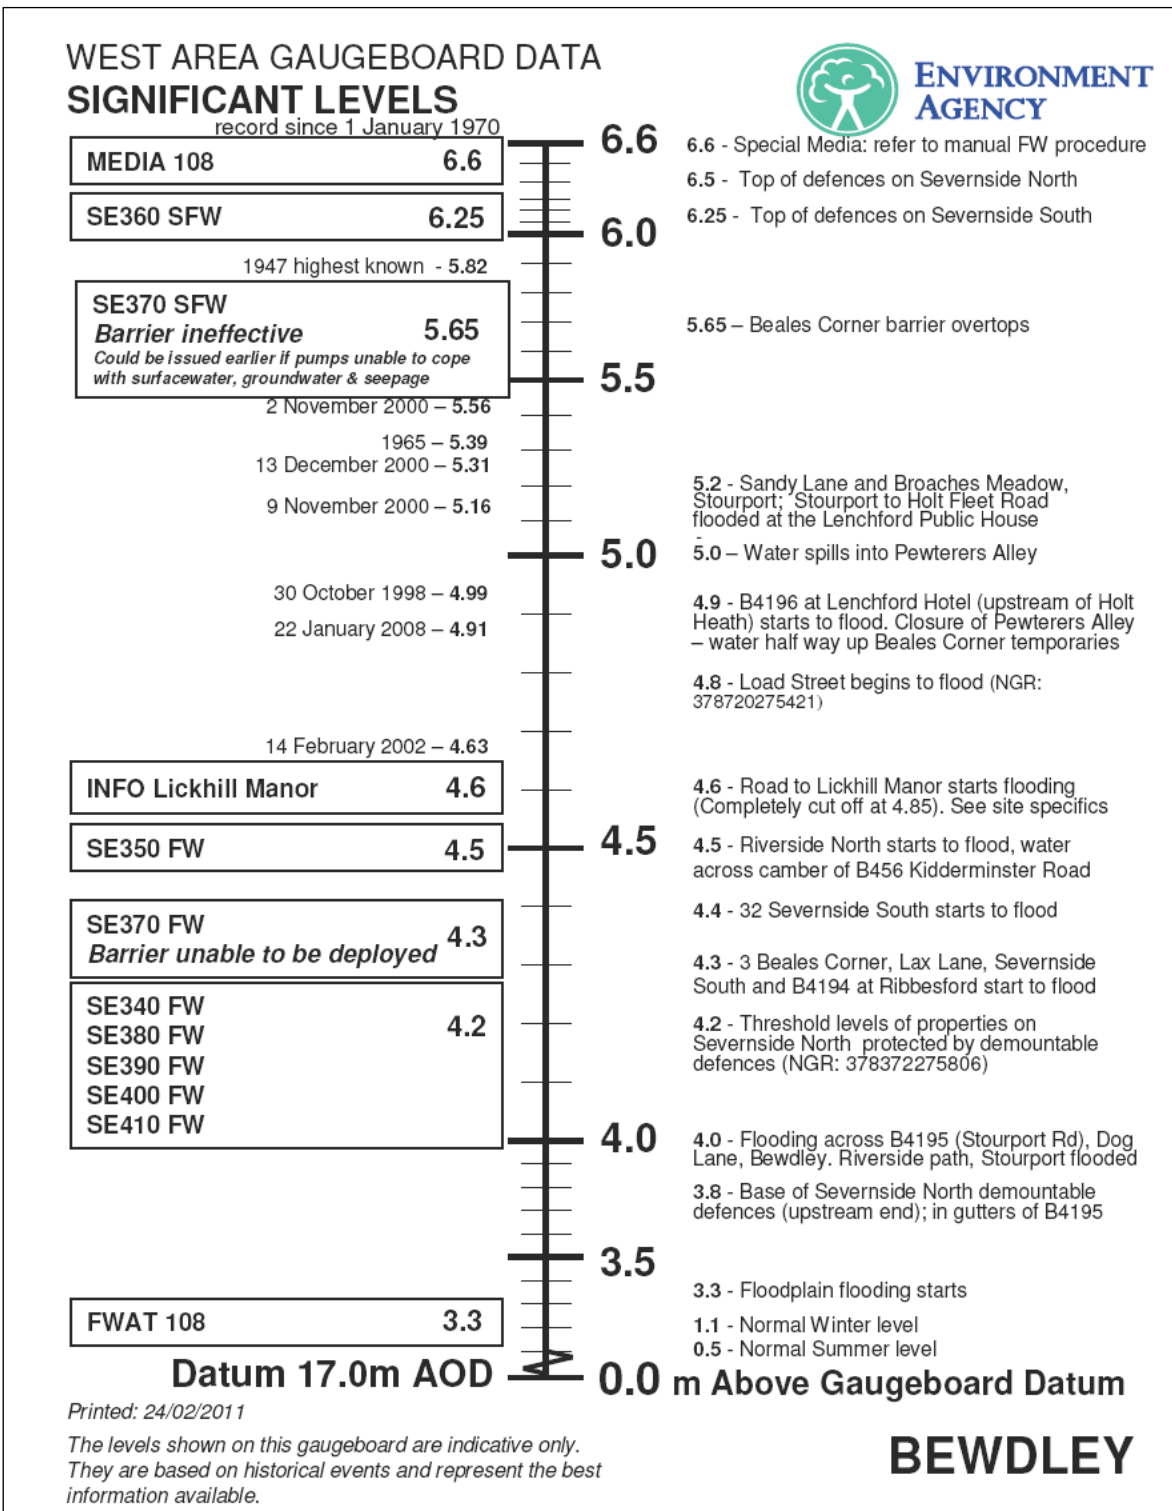 WEST AREA GAUGEBOARD DATA
SIGNIFICANT LEVELS
record since 1 January 1970
ENVIRONMENT
AGENCY
MEDIA 108 6.6
SE360 SFW 6.25
1947 highest known - 5.82
SE370 SFW
Barrier ineffective 5.65
Could be issued earlier if pumps unable to cope
with surfacewater, groundwater & seepage
2 November 2000 – 5.56
1965 – 5.39
13 December 2000 – 5.31
9 November 2000 – 5.16
30 October 1998 – 4.99
22 January 2008 – 4.91
14 February 2002 – 4.63
INFO Lickhill Manor 4.6
SE350 FW 4.5
SE370 FW
Barrier unable to be deployed 4.3
SE340 FW
SE380 FW 4.2
SE390 FW
SE400 FW
SE410 FW
FWAT 108 3.3
Datum 17.0m AOD
6.6
6.0
5.5
5.0
4.5
4.0
3.5
0.0 m Above Gaugeboard Datum
6.6 - Special Media: refer to manual FW procedure
6.5 - Top of defences on Severnside North
6.25 - Top of defences on Severnside South
5.65 – Beales Corner barrier overtops
5.2 - Sandy Lane and Broaches Meadow,
Stourport; Stourport to Holt Fleet Road
flooded at the Lenchford Public House
-
5.0 – Water spills into Pewterers Alley
4.9 - B4196 at Lenchford Hotel (upstream of Holt
Heath) starts to flood. Closure of Pewterers Alley
– water half way up Beales Corner temporaries
4.8 - Load Street begins to flood (NGR:
378720275421)
4.6 - Road to Lickhill Manor starts flooding
(Completely cut off at 4.85). See site specifics
4.5 - Riverside North starts to flood, water
across camber of B456 Kidderminster Road
4.4 - 32 Severnside South starts to flood
4.3 - 3 Beales Corner, Lax Lane, Severnside
South and B4194 at Ribbesford start to flood
4.2 - Threshold levels of properties on
Severnside North protected by demountable
defences (NGR: 378372275806)
4.0 - Flooding across B4195 (Stourport Rd), Dog
Lane, Bewdley. Riverside path, Stourport flooded
3.8 - Base of Severnside North demountable
defences (upstream end); in gutters of B4195
3.3 - Floodplain flooding starts
1.1 - Normal Winter level
0.5 - Normal Summer level
Printed: 24/02/2011
The levels shown on this gaugeboard are indicative only.
They are based on historical events and represent the best
information available.
BEWDLEY